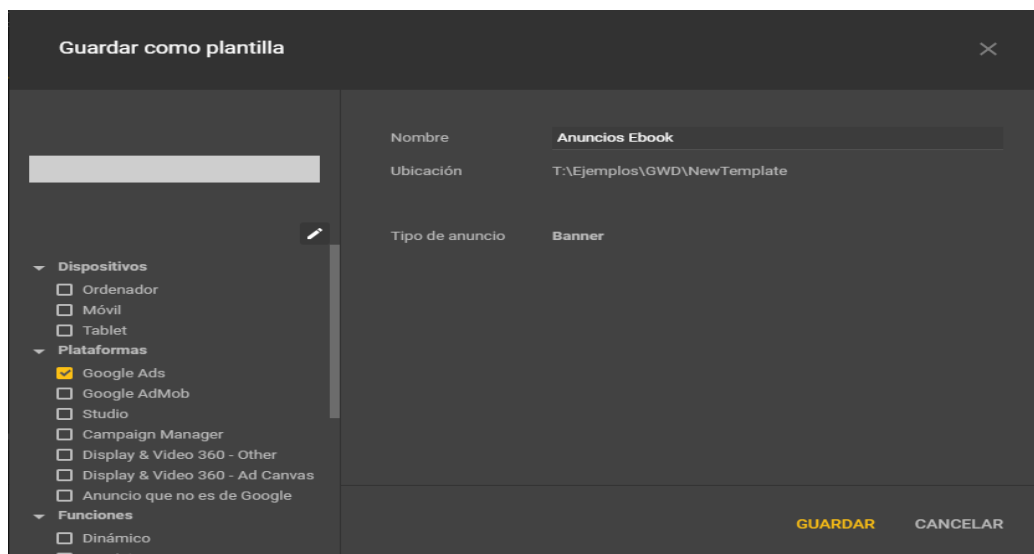 Guardar como plantilla
Nombre
Anuncios Ebook
Ubicación
T:\Ejemplos\GWD\NewTemplate
Tipo de anuncio
Banner
Dispositivos
Ordenador
Móvil
Tablet
Plataformas
Google Ads
Google AdMob
Studio
Campaign Manager
Display & Video 360 - Other
Display & Video 360 - Ad Canvas
Anuncio que no es de Google
Funciones
Dinámico
GUARDAR
CANCELAR